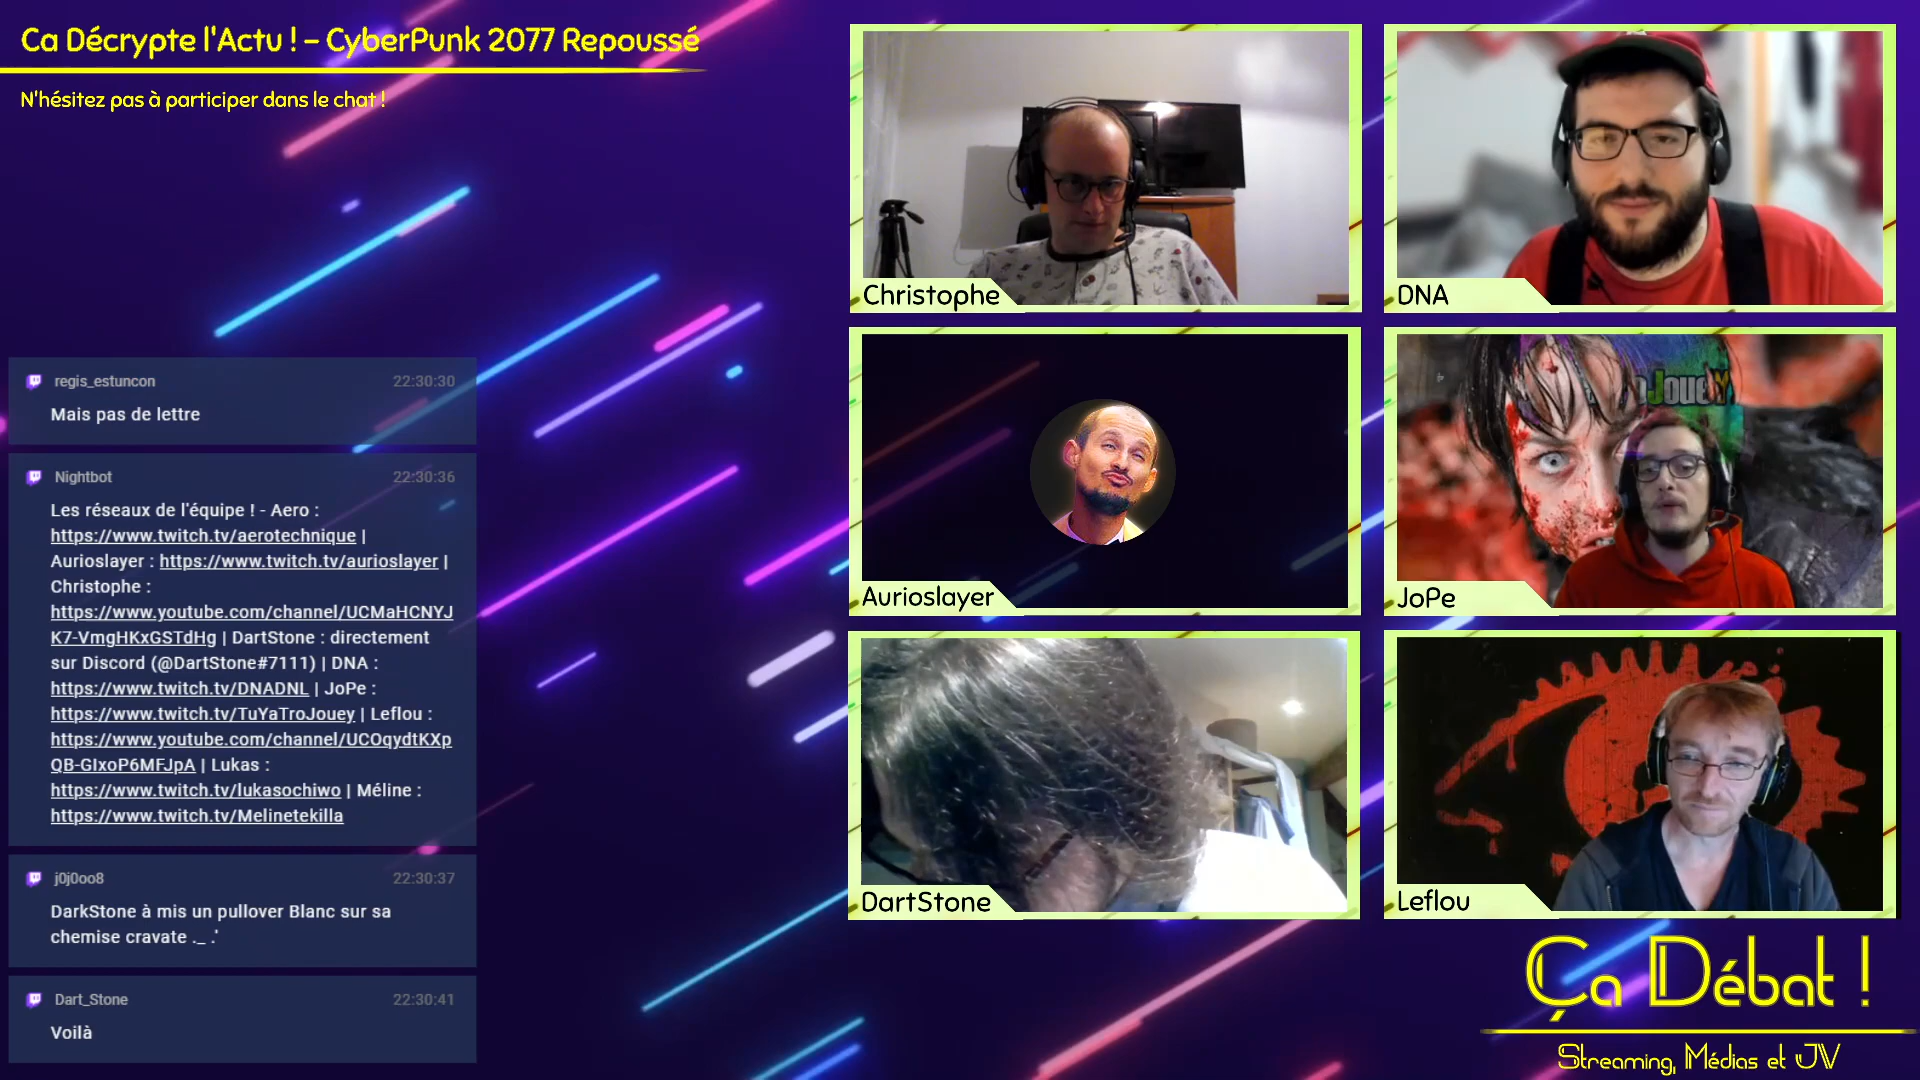 Ca Décrypte l'Actu ! – CyberPunk 2077 Repoussé
N'hésitez pas à participer dans le chat !
regis_estuncon 22:30:30
Mais pas de lettre
Nightbot 22:30:36
Les réseaux de l'équipe ! - Aero :
https://www.twitch.tv/aerotechnique |
Aurioslayer : https://www.twitch.tv/aurioslayer |
Christophe :
https://www.youtube.com/channel/UCMaHCNYJ
K7-VmgHKxGSTdHg | DartStone : directement
sur Discord (@DartStone#7111) | DNA :
https://www.twitch.tv/DNADNL | JoPe :
https://www.twitch.tv/TuYaTroJouey | Leflou :
https://www.youtube.com/channel/UCOqydtKXp
QB-GIxoP6MFJpA | Lukas :
https://www.twitch.tv/lukasochiwo | Méline :
https://www.twitch.tv/Melinetekilla
j0j0oo8 22:30:37
DarkStone à mis un pullover Blanc sur sa
chemise cravate ._ .'
Dart_Stone 22:30:41
Voilà
Christophe
DNA
Aurioslayer
JoPe
DartStone
Leflou
Ça Débat !
Streaming, Médias et JV